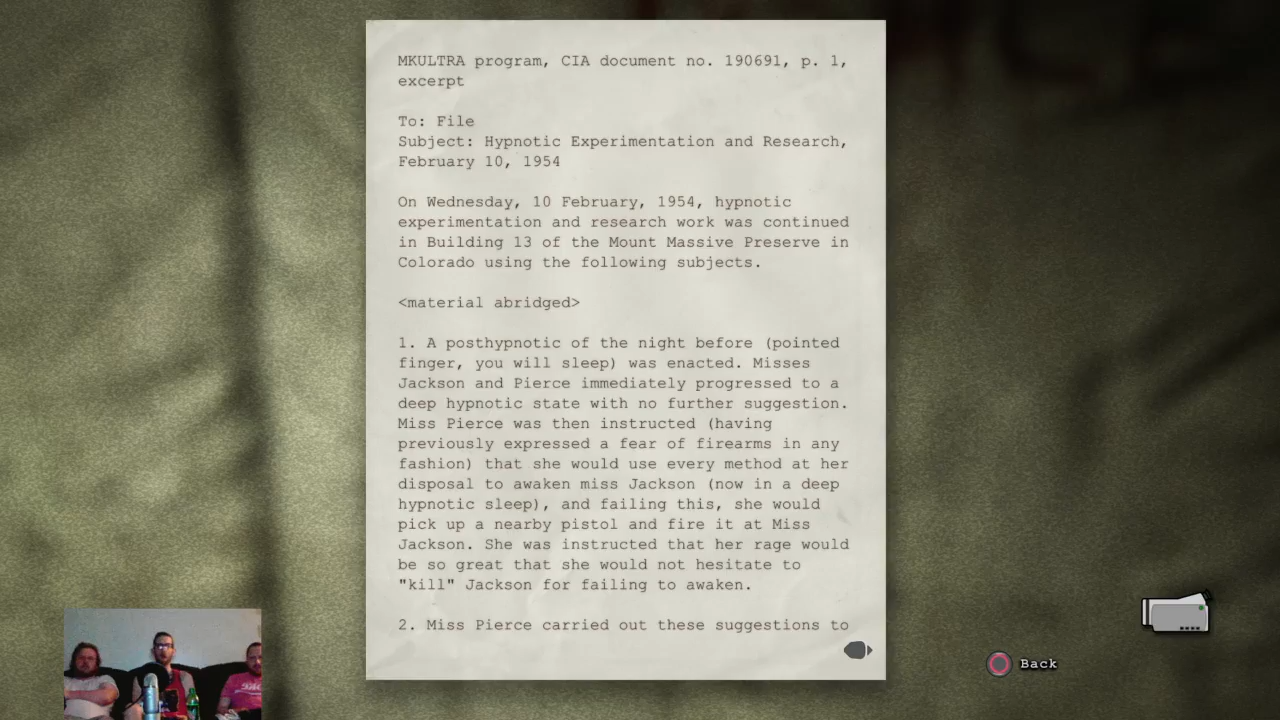 MKULTRA program, CIA document no. 190691, p. 1,
excerpt
To: File
Subject: Hypnotic Experimentation and Research,
February 10, 1954
On Wednesday, 10 February, 1954, hypnotic
experimentation and research work was continued
in Building 13 of the Mount Massive Preserve in
Colorado using the following subjects.
<material abridged>
1. A posthypnotic of the night before (pointed
finger, you will sleep) was enacted. Misses
Jackson and Pierce immediately progressed to a
deep hypnotic state with no further suggestion.
Miss Pierce was then instructed (having
previously expressed a fear of firearms in any
fashion) that she would use every method at her
disposal to awaken miss Jackson (now in a deep
hypnotic sleep), and failing this, she would
pick up a nearby pistol and fire it at Miss
Jackson. She was instructed that her rage would
be so great that she would not hesitate to
"kill" Jackson for failing to awaken.
2. Miss Pierce carried out these suggestions to
Back